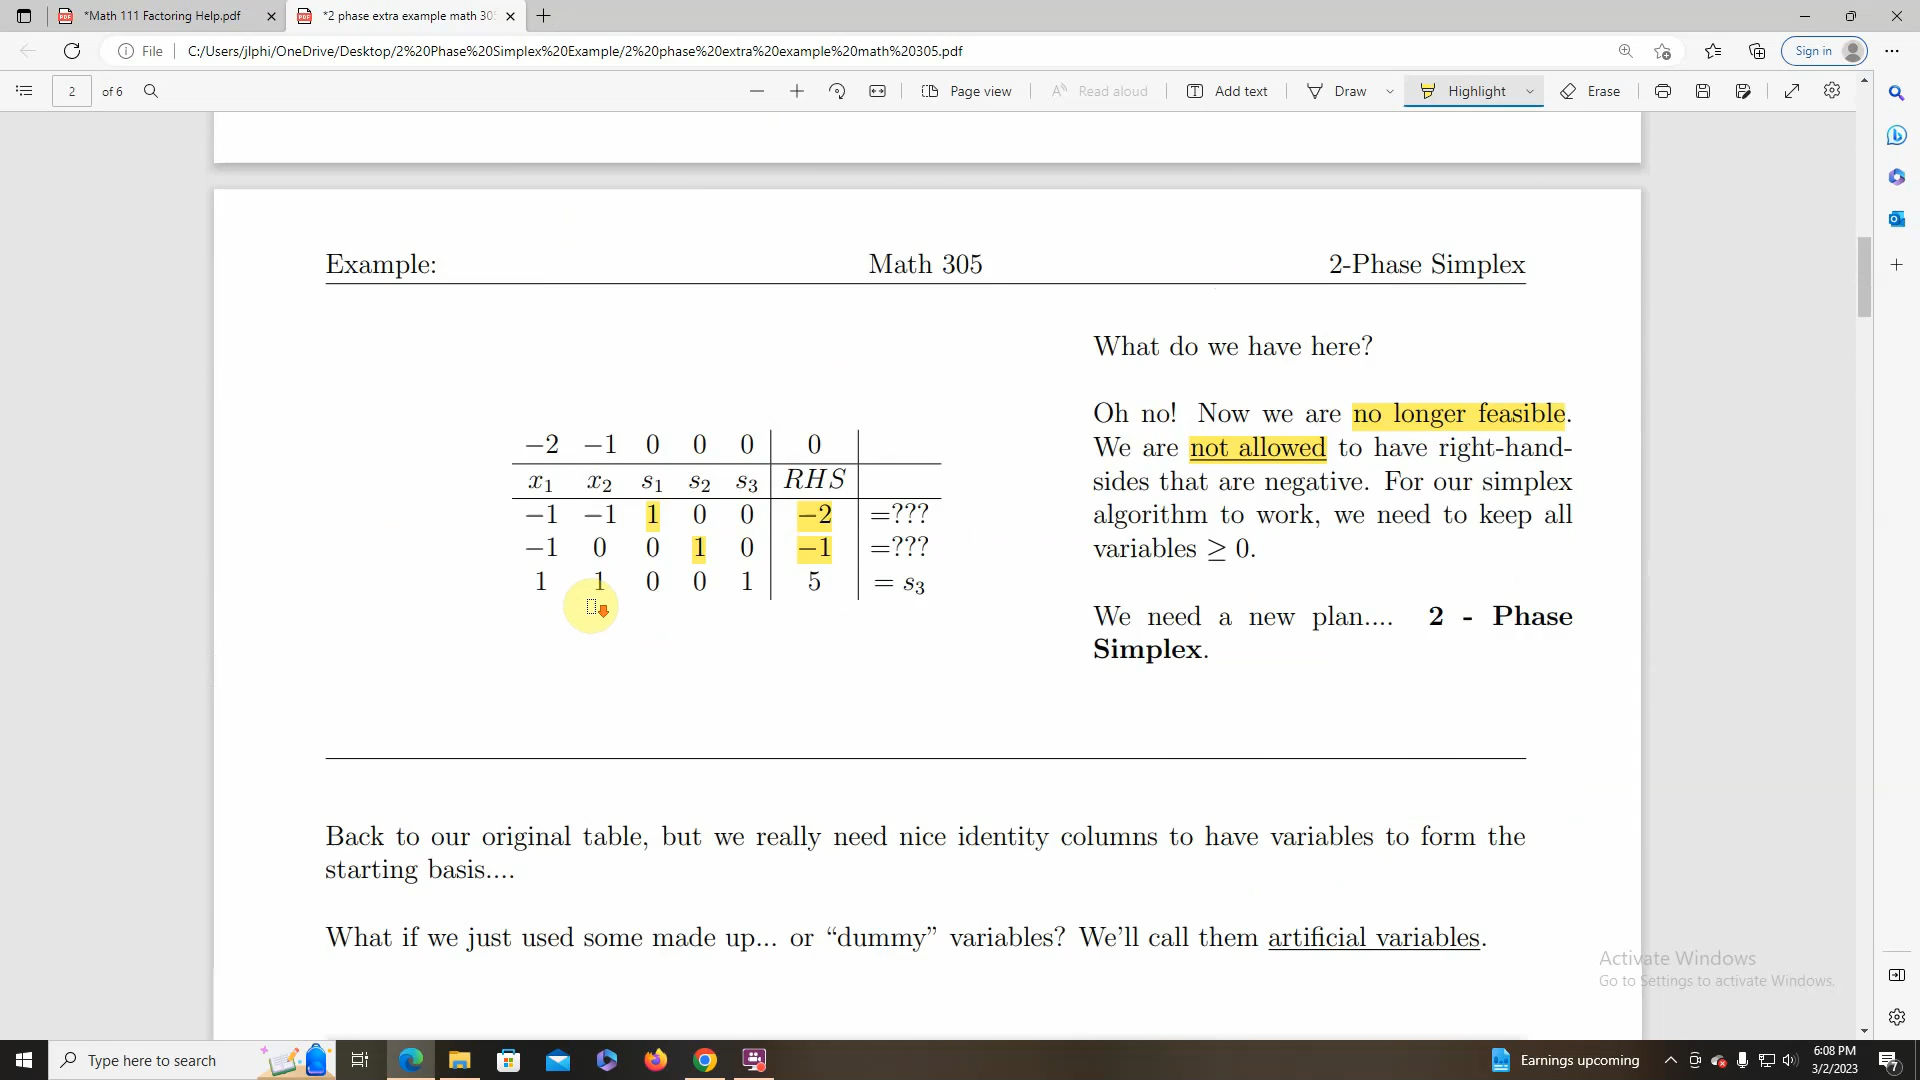 *Math 111 Factoring Help.pdf
*2 phase extra example math 30
File
C:/Users/jlphi/OneDrive/Desktop/2%20Phase%20Simplex%20Example/2%20phase%20extra%20example%20math%20305.pdf
Sign in
2 of 6
Page view
Read aloud
Add text
Draw
Highlight
Erase
Example: Math 305 2-Phase Simplex
−2 −1 0 0 0 0
x₁ x₂ s₁ s₂ s₃ RHS
−1 −1 1 0 0 −2 =???
−1 0 0 1 0 −1 =???
1 1 0 0 1 5 = s₃
What do we have here?
Oh no! Now we are no longer feasible.
We are not allowed to have right-hand-
sides that are negative. For our simplex
algorithm to work, we need to keep all
variables ≥ 0.
We need a new plan.... 2 - Phase
Simplex.
Back to our original table, but we really need nice identity columns to have variables to form the
starting basis....
What if we just used some made up... or “dummy” variables? We’ll call them artificial variables.
Activate Windows
Go to Settings to activate Windows.
Type here to search
Earnings upcoming
6:08 PM
3/2/2023
7